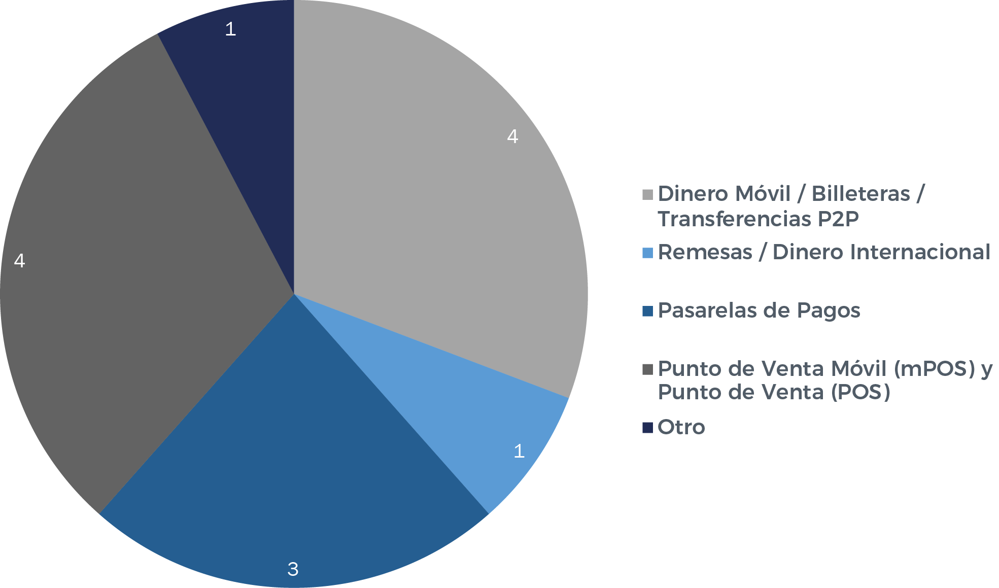 1
4
4
1
3
Dinero Móvil / Billeteras /
Transferencias P2P
Remesas / Dinero Internacional
Pasarelas de Pagos
Punto de Venta Móvil (mPOS) y
Punto de Venta (POS)
Otro